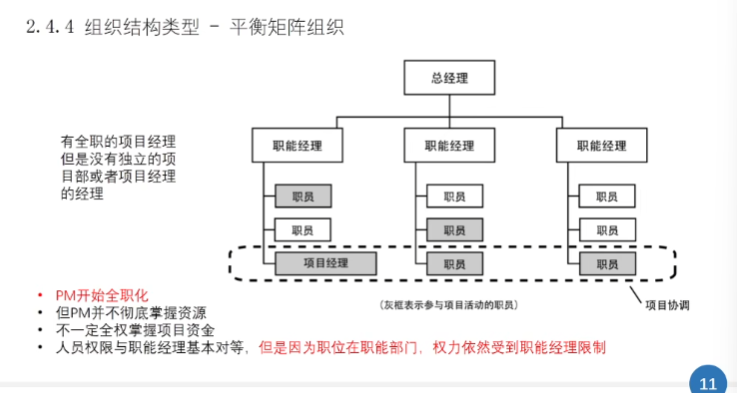 2.4.4 组织结构类型 - 平衡矩阵组织
总经理
有全职的项目经理
但是没有独立的项
目部或者项目经理
的经理
职能经理 职能经理 职能经理
职员 职员 职员
职员 职员 职员
项目经理 职员 职员
(灰框表示参与项目活动的职员)
项目协调
• PM开始全职化
• 但PM并不彻底掌握资源
• 不一定全权掌握项目资金
• 人员权限与职能经理基本对等，但是因为职位在职能部门，权力依然受到职能经理限制
11